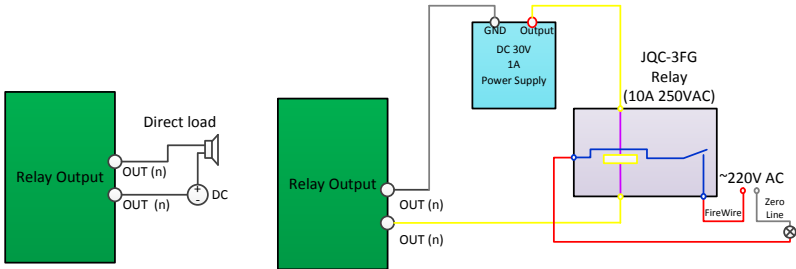 Relay Output
Direct load
OUT (n)
OUT (n)
+
-
DC
Relay Output
OUT (n)
OUT (n)
GND
Output
DC 30V
1A
Power Supply
JQC-3FG
Relay
(10A 250VAC)
~220V AC
FireWire
Zero
Line